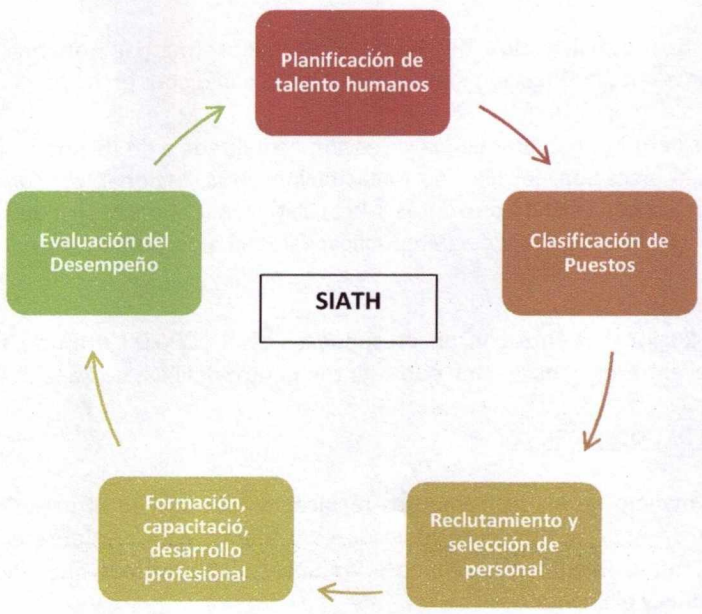 Planificación de
talento humanos
Clasificación de
Puestos
Reclutamiento y
selección de
personal
Formación,
capacitació,
desarrollo
profesional
Evaluación del
Desempeño
SIATH